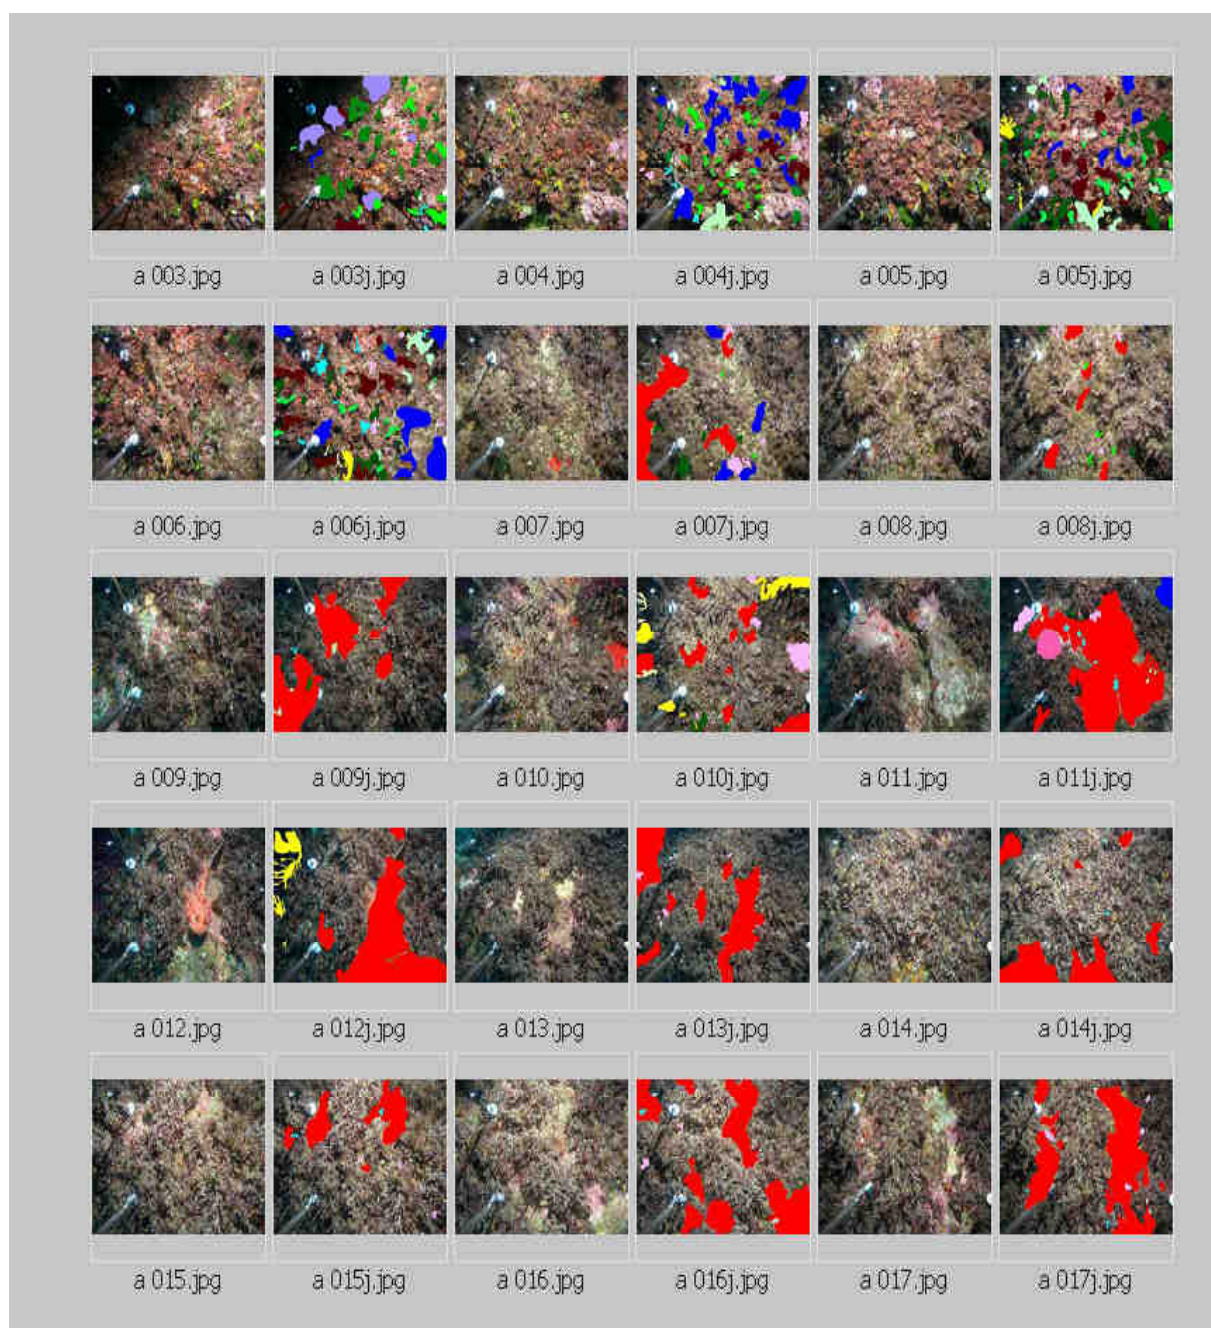 a 003.jpg a 003j.jpg a 004.jpg a 004j.jpg a 005.jpg a 005j.jpg
a 006.jpg a 006j.jpg a 007.jpg a 007j.jpg a 008.jpg a 008j.jpg
a 009.jpg a 009j.jpg a 010.jpg a 010j.jpg a 011.jpg a 011j.jpg
a 012.jpg a 012j.jpg a 013.jpg a 013j.jpg a 014.jpg a 014j.jpg
a 015.jpg a 015j.jpg a 016.jpg a 016j.jpg a 017.jpg a 017j.jpg